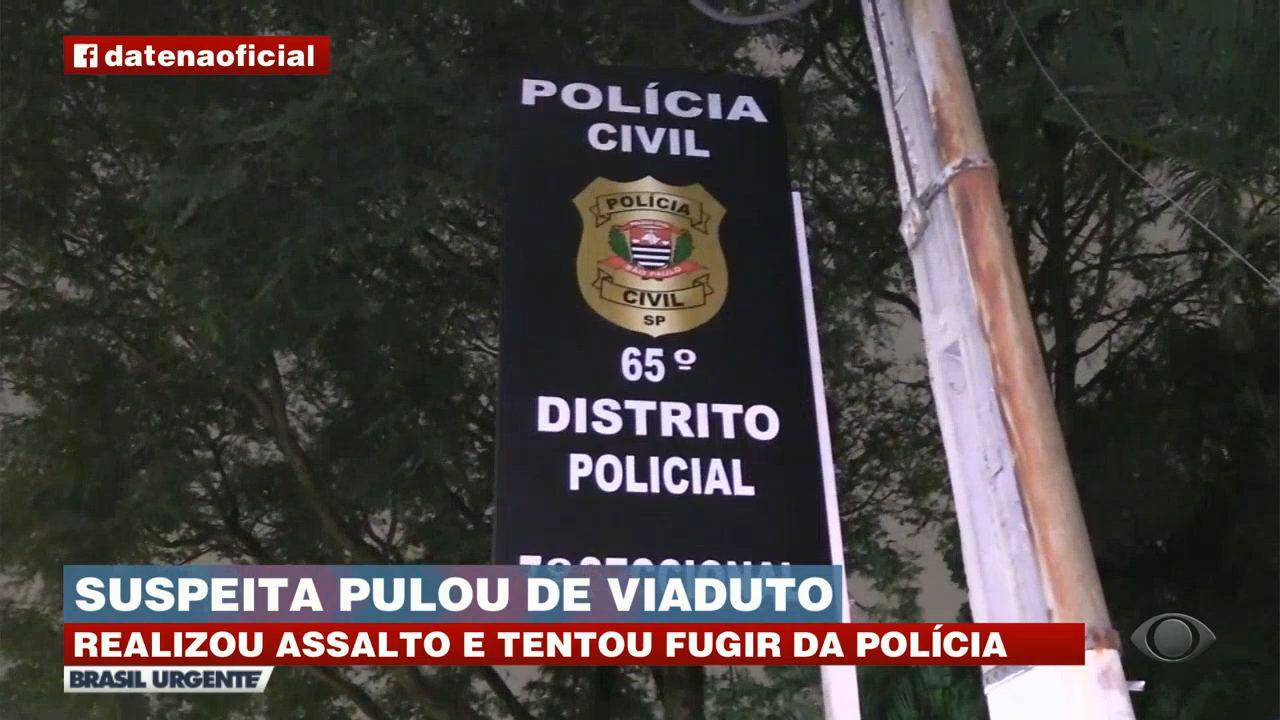 datenaoficial
POLÍCIA
CIVIL
POLÍCIA
SÃO PAULO
CIVIL
SP
65º
DISTRITO
POLICIAL
SUSPEITA PULOU DE VIADUTO
REALIZOU ASSALTO E TENTOU FUGIR DA POLÍCIA
BRASIL URGENTE